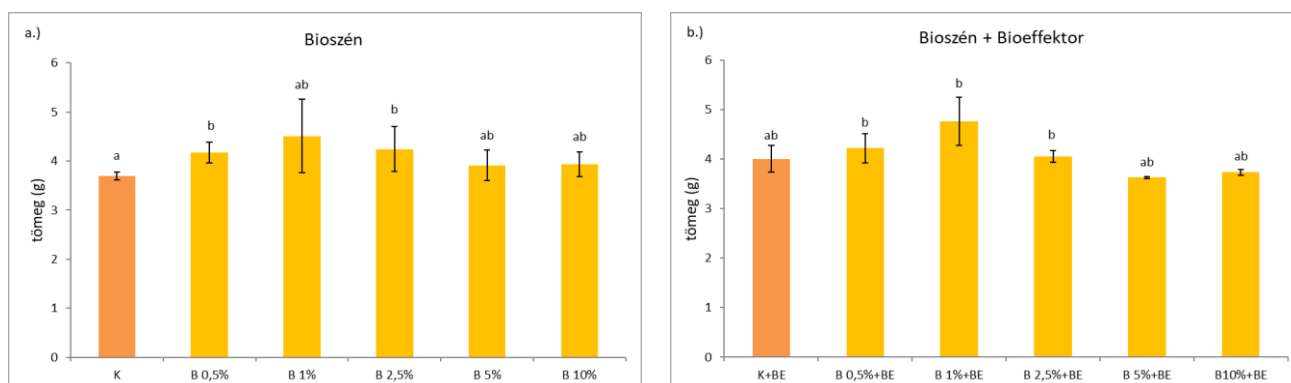 a.)
Bioszén
tömeg (g)
6
5
4
3
2
1
0
a
b
ab
b
ab
ab
K
B 0,5%
B 1%
B 2,5%
B 5%
B 10%
b.)
Bioszén + Bioeffektor
tömeg (g)
6
5
4
3
2
1
0
ab
b
b
b
ab
ab
K+BE
B 0,5%+BE
B 1%+BE
B 2,5%+BE
B 5%+BE
B10%+BE